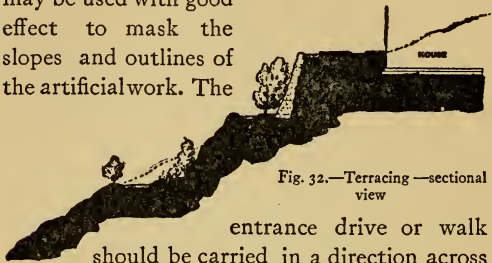 may be used with good
effect to mask the
slopes and outlines of
the artificial work. The
HOUSE
Fig. 32.—Terracing—sectional
view
entrance drive or walk
should be carried in a direction across